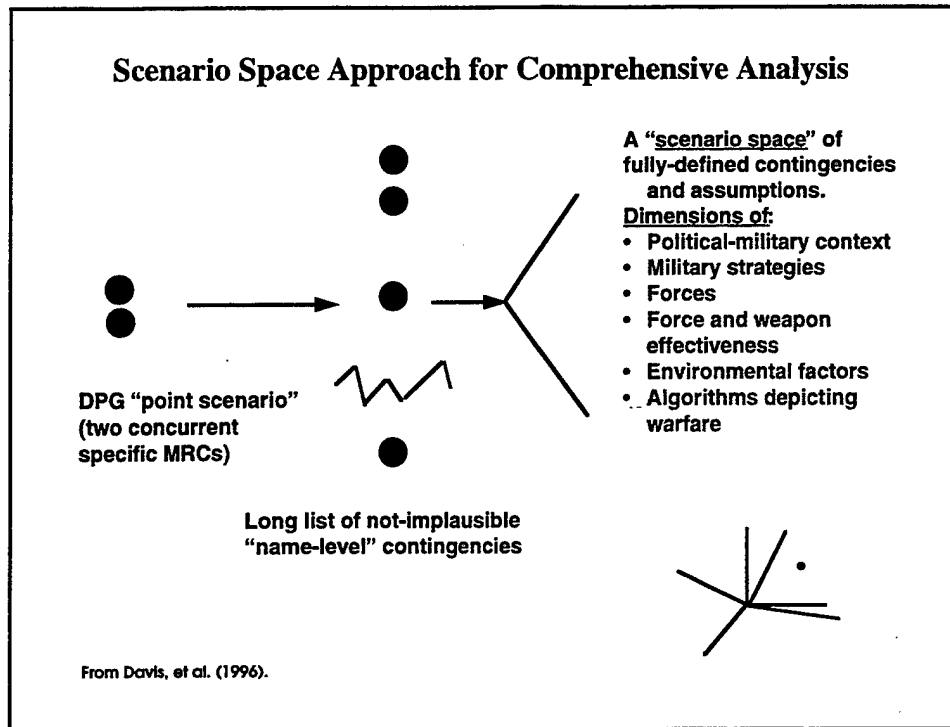 Scenario Space Approach for Comprehensive Analysis
A "scenario space" of
fully-defined contingencies
and assumptions.
Dimensions of:
• Political-military context
• Military strategies
• Forces
• Force and weapon
effectiveness
• Environmental factors
• Algorithms depicting
warfare
DPG "point scenario"
(two concurrent
specific MRCs)
Long list of not-implausible
"name-level" contingencies
From Davis, et al. (1996).